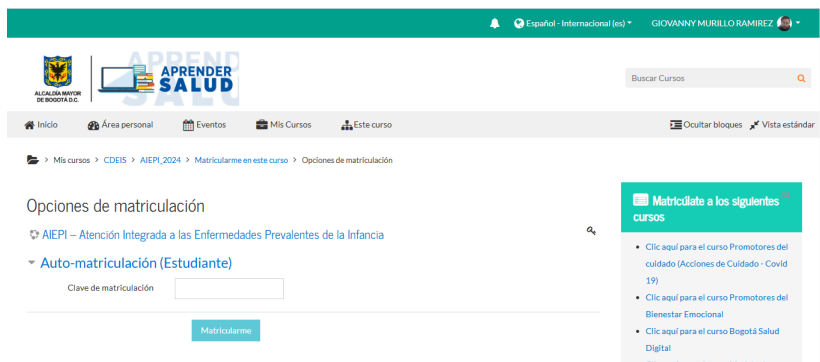 Español - Internacional (es)
GIOVANNY MURILLO RAMIREZ
ALCALDÍA MAYOR
DE BOGOTÁ D.C.
APRENDER
SALUD
Buscar Cursos
Inicio
Área personal
Eventos
Mis Cursos
Este curso
Ocultar bloques
Vista estándar
> Mis cursos > CDEIS > AIEPI_2024 > Matricularme en este curso > Opciones de matriculación
Opciones de matriculación
AIEPI – Atención Integrada a las Enfermedades Prevalentes de la Infancia
Auto-matriculación (Estudiante)
Clave de matriculación
Matricularme
Matricúlate a los siguientes
cursos
• Clic aquí para el curso Promotores del
cuidado (Acciones de Cuidado - Covid
19)
• Clic aquí para el curso Promotores del
Bienestar Emocional
• Clic aquí para el curso Bogotá Salud
Digital